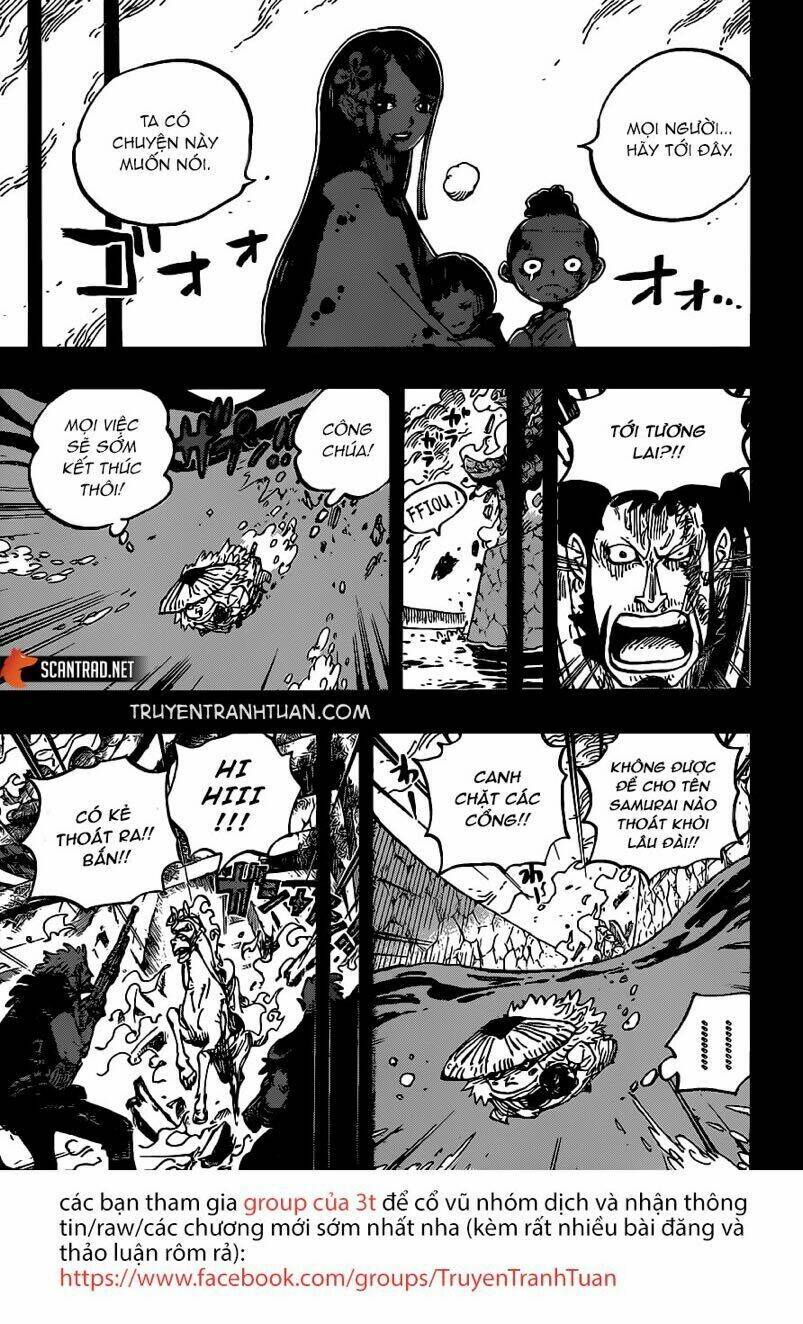 MỌI NGƯỜI...
HÃY TỚI ĐÂY.
TA CÓ
CHUYỆN NÀY
MUỐN NÓI.
ゴオオオオ...
TỚI TƯƠNG
LAI?!!
FFIOU!
CÔNG
CHÚA!
MỌI VIỆC
SẼ SỚM
KẾT THÚC
THÔI!
SCANTRAD.NET
TRUYENTRANHTUAN.COM
KHÔNG ĐƯỢC
ĐỂ CHO TÊN
SAMURAI NÀO
THOÁT KHỎI
LÂU ĐÀI!!
CANH
CHẶT CÁC
CỔNG!!
HI
HIII
!!!
CÓ KẺ
THOÁT RA!!
BẮN!!
các bạn tham gia group của 3t để cổ vũ nhóm dịch và nhận thông
tin/raw/các chương mới sớm nhất nha (kèm rất nhiều bài đăng và
thảo luận rôm rả):
https://www.facebook.com/groups/TruyenTranhTuan